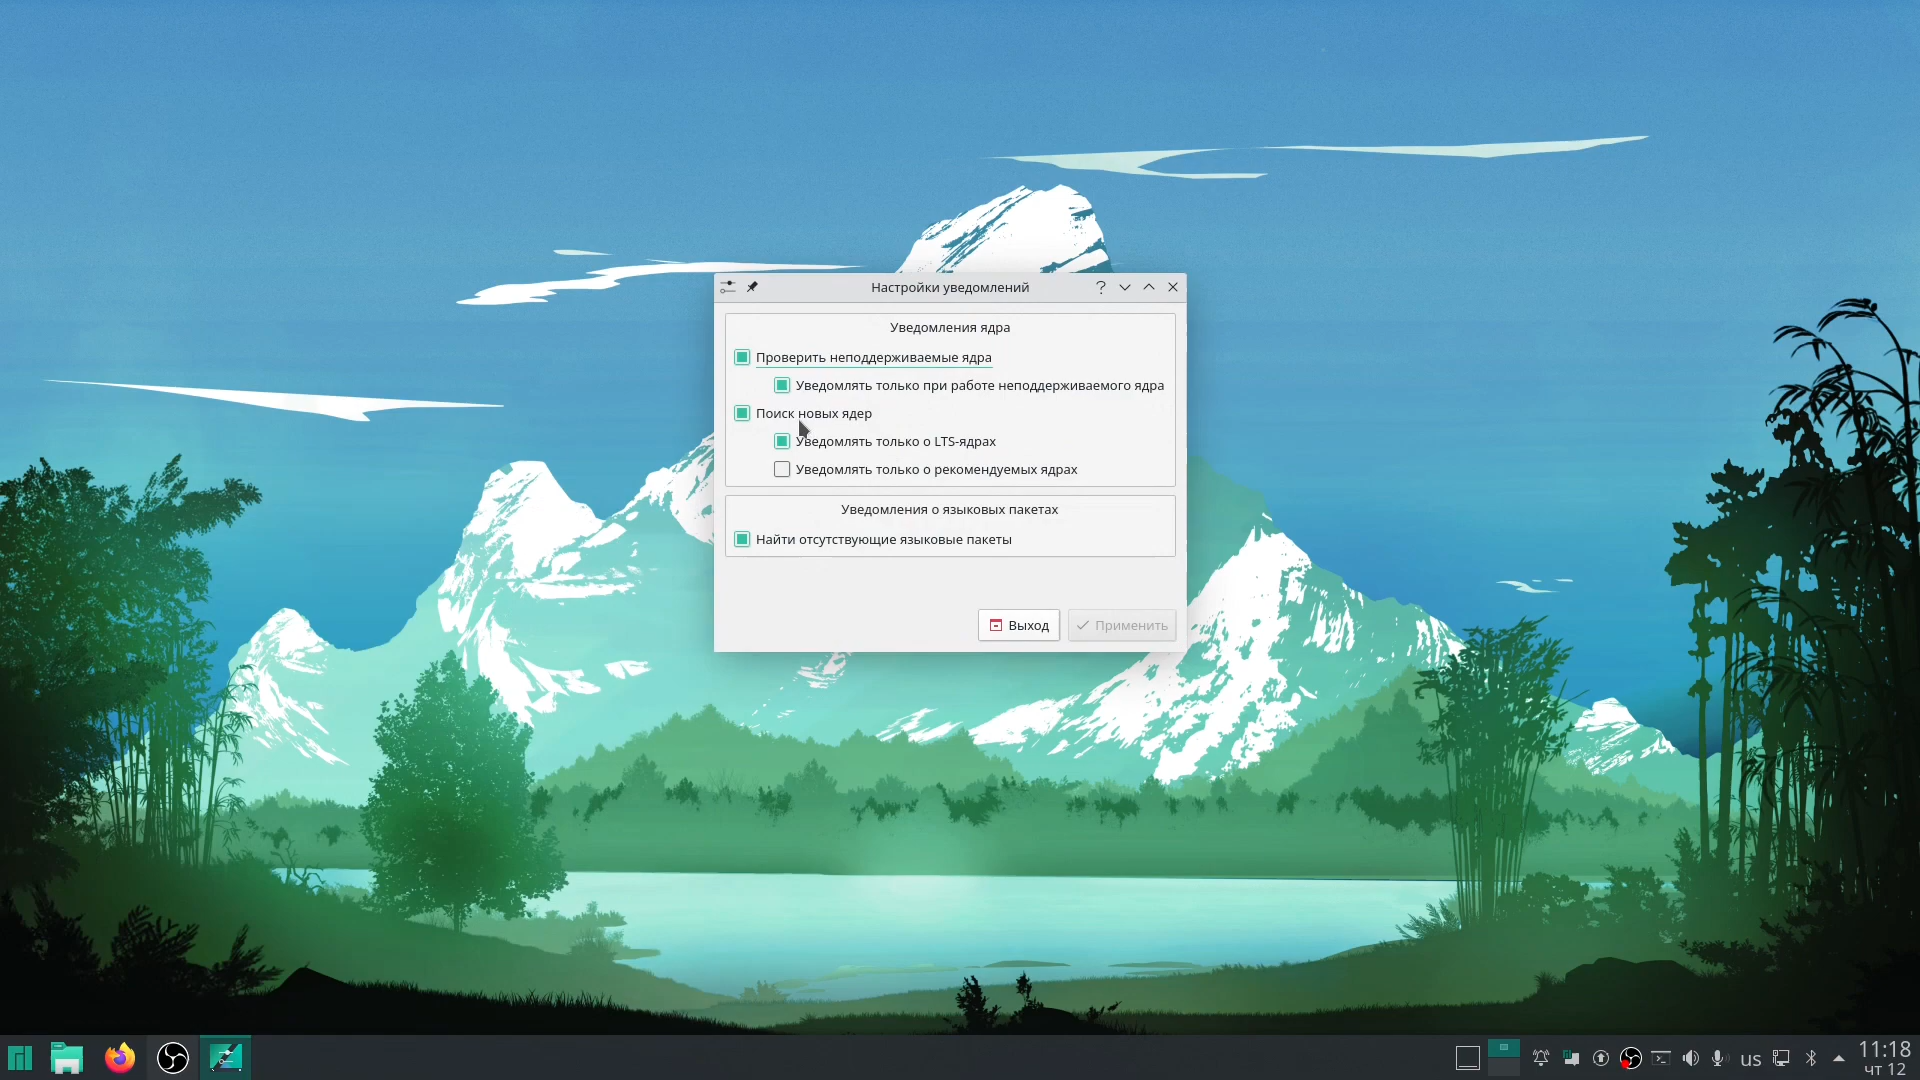 Настройки уведомлений
Уведомления ядра
Проверить неподдерживаемые ядра
Уведомлять только при работе неподдерживаемого ядра
Поиск новых ядер
Уведомлять только о LTS-ядрах
Уведомлять только о рекомендуемых ядрах
Уведомления о языковых пакетах
Найти отсутствующие языковые пакеты
Выход
Применить
us
11:18
чт 12